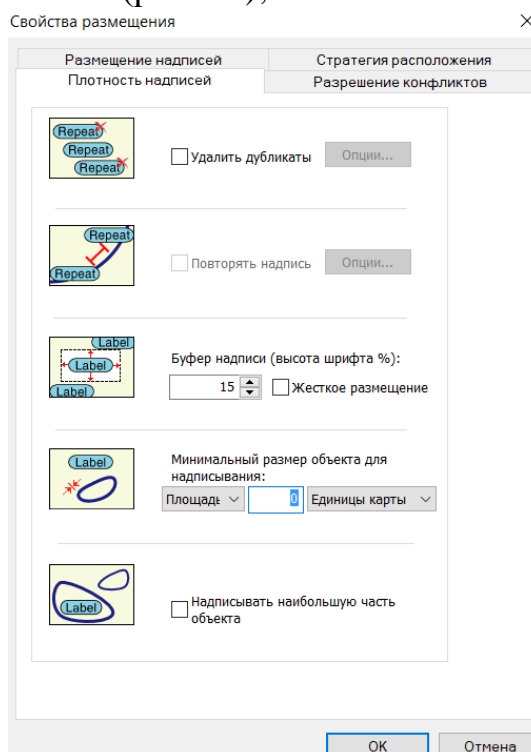 Свойства размещения
Размещение надписей Стратегия расположения
Плотность надписей Разрешение конфликтов
Repeat
Repeat
Repeat
Удалить дубликаты Опции...
Repeat
Repeat
Повторять надпись Опции...
Label
Label
Label
Буфер надписи (высота шрифта %):
15 Жесткое размещение
Label
Минимальный размер объекта для
надписывания:
Площадь 0 Единицы карты
Label
Надписывать наибольшую часть
объекта
OK Отмена